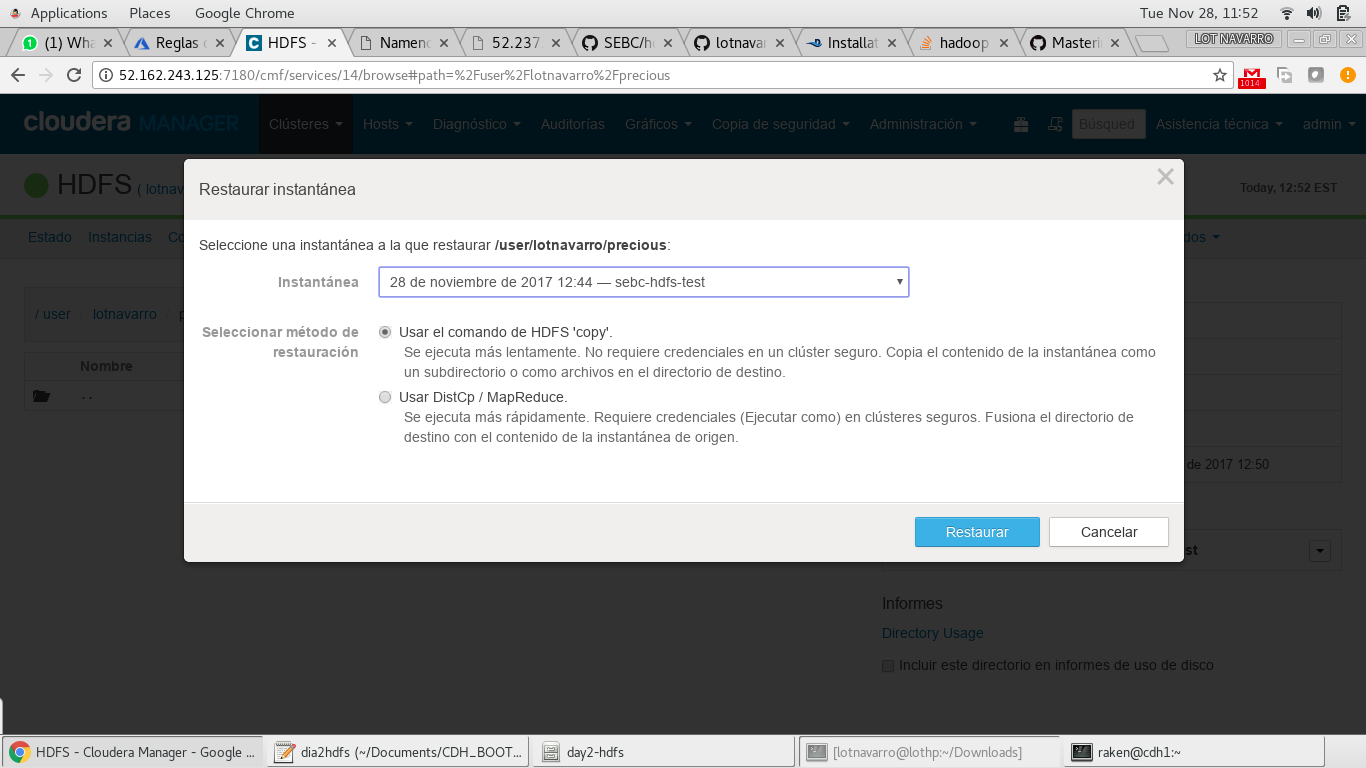 Applications Places Google Chrome Tue Nov 28, 11:52
(1) Wha Reglas HDFS - Namen 52.237. SEBC/h lotnava Installat hadoop Masteri LOT NAVARRO
52.162.243.125:7180/cmf/services/14/browse#path=%2Fuser%2Flotnavarro%2Fprecious 1014
cloudera MANAGER Clústeres Hosts Diagnóstico Auditorías Gráficos Copia de seguridad Administración Búsqued Asistencia técnica admin
HDFS ( lotnav Today, 12:52 EST
Restaurar instantánea
Estado Instancias Co dos
Seleccione una instantánea a la que restaurar /user/lotnavarro/precious:
Instantánea 28 de noviembre de 2017 12:44 — sebc-hdfs-test
/ user lotnavarro p
Seleccionar método de restauración
Usar el comando de HDFS 'copy'.
Se ejecuta más lentamente. No requiere credenciales en un clúster seguro. Copia el contenido de la instantánea como
un subdirectorio o como archivos en el directorio de destino.
Nombre
. .
Usar DistCp / MapReduce.
Se ejecuta más rápidamente. Requiere credenciales (Ejecutar como) en clústeres seguros. Fusiona el directorio de
destino con el contenido de la instantánea de origen.
de 2017 12:50
Restaurar Cancelar
st
Informes
Directory Usage
Incluir este directorio en informes de uso de disco
HDFS - Cloudera Manager - Google ... dia2hdfs (~/Documents/CDH_BOOT... day2-hdfs [lotnavarro@lothp:~/Downloads] raken@cdh1:~